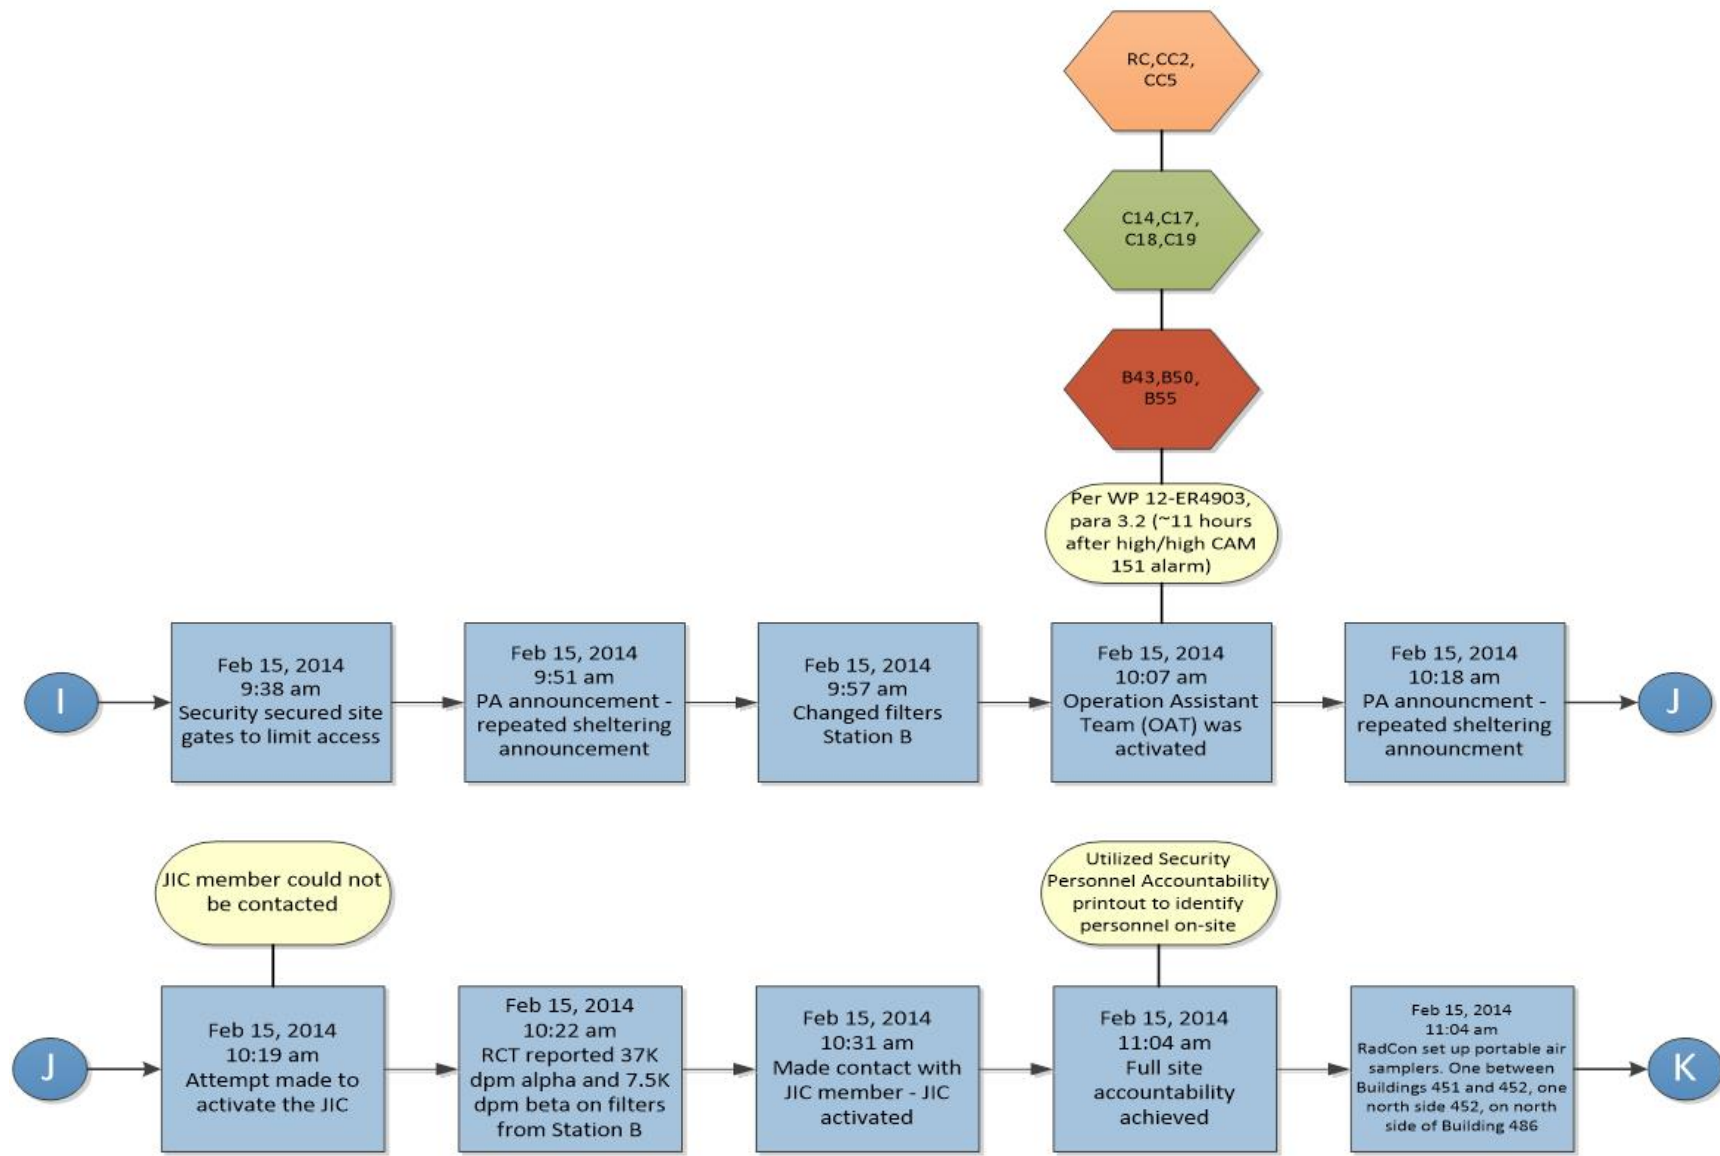 RC,CC2,
CC5
C14,C17,
C18,C19
B43,B50,
B55
Per WP 12-ER4903,
para 3.2 (~11 hours
after high/high CAM
151 alarm)
I
Feb 15, 2014
9:38 am
Security secured site
gates to limit access
Feb 15, 2014
9:51 am
PA announcement -
repeated sheltering
announcement
Feb 15, 2014
9:57 am
Changed filters
Station B
Feb 15, 2014
10:07 am
Operation Assistant
Team (OAT) was
activated
Feb 15, 2014
10:18 am
PA announcment -
repeated sheltering
announcment
J
JIC member could not
be contacted
Utilized Security
Personnel Accountability
printout to identify
personnel on-site
J
Feb 15, 2014
10:19 am
Attempt made to
activate the JIC
Feb 15, 2014
10:22 am
RCT reported 37K
dpm alpha and 7.5K
dpm beta on filters
from Station B
Feb 15, 2014
10:31 am
Made contact with
JIC member - JIC
activated
Feb 15, 2014
11:04 am
Full site
accountability
achieved
Feb 15, 2014
11:04 am
RadCon set up portable air
samplers. One between
Buildings 451 and 452, one
north side 452, on north
side of Building 486
K